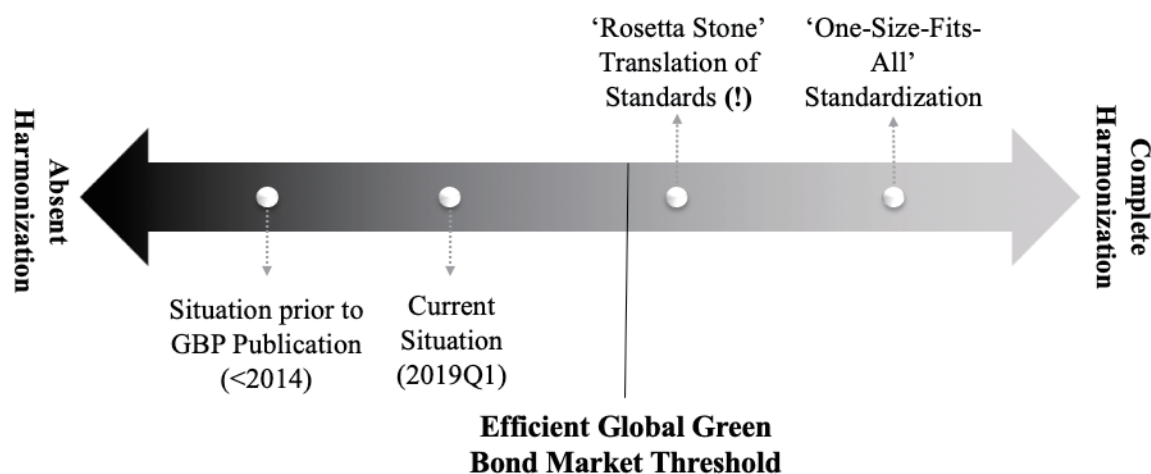 ‘Rosetta Stone’
Translation of
Standards (!)
‘One-Size-Fits-
All’
Standardization
Absent
Harmonization
Complete
Harmonization
Situation prior to
GBP Publication
(<2014)
Current
Situation
(2019Q1)
Efficient Global Green
Bond Market Threshold